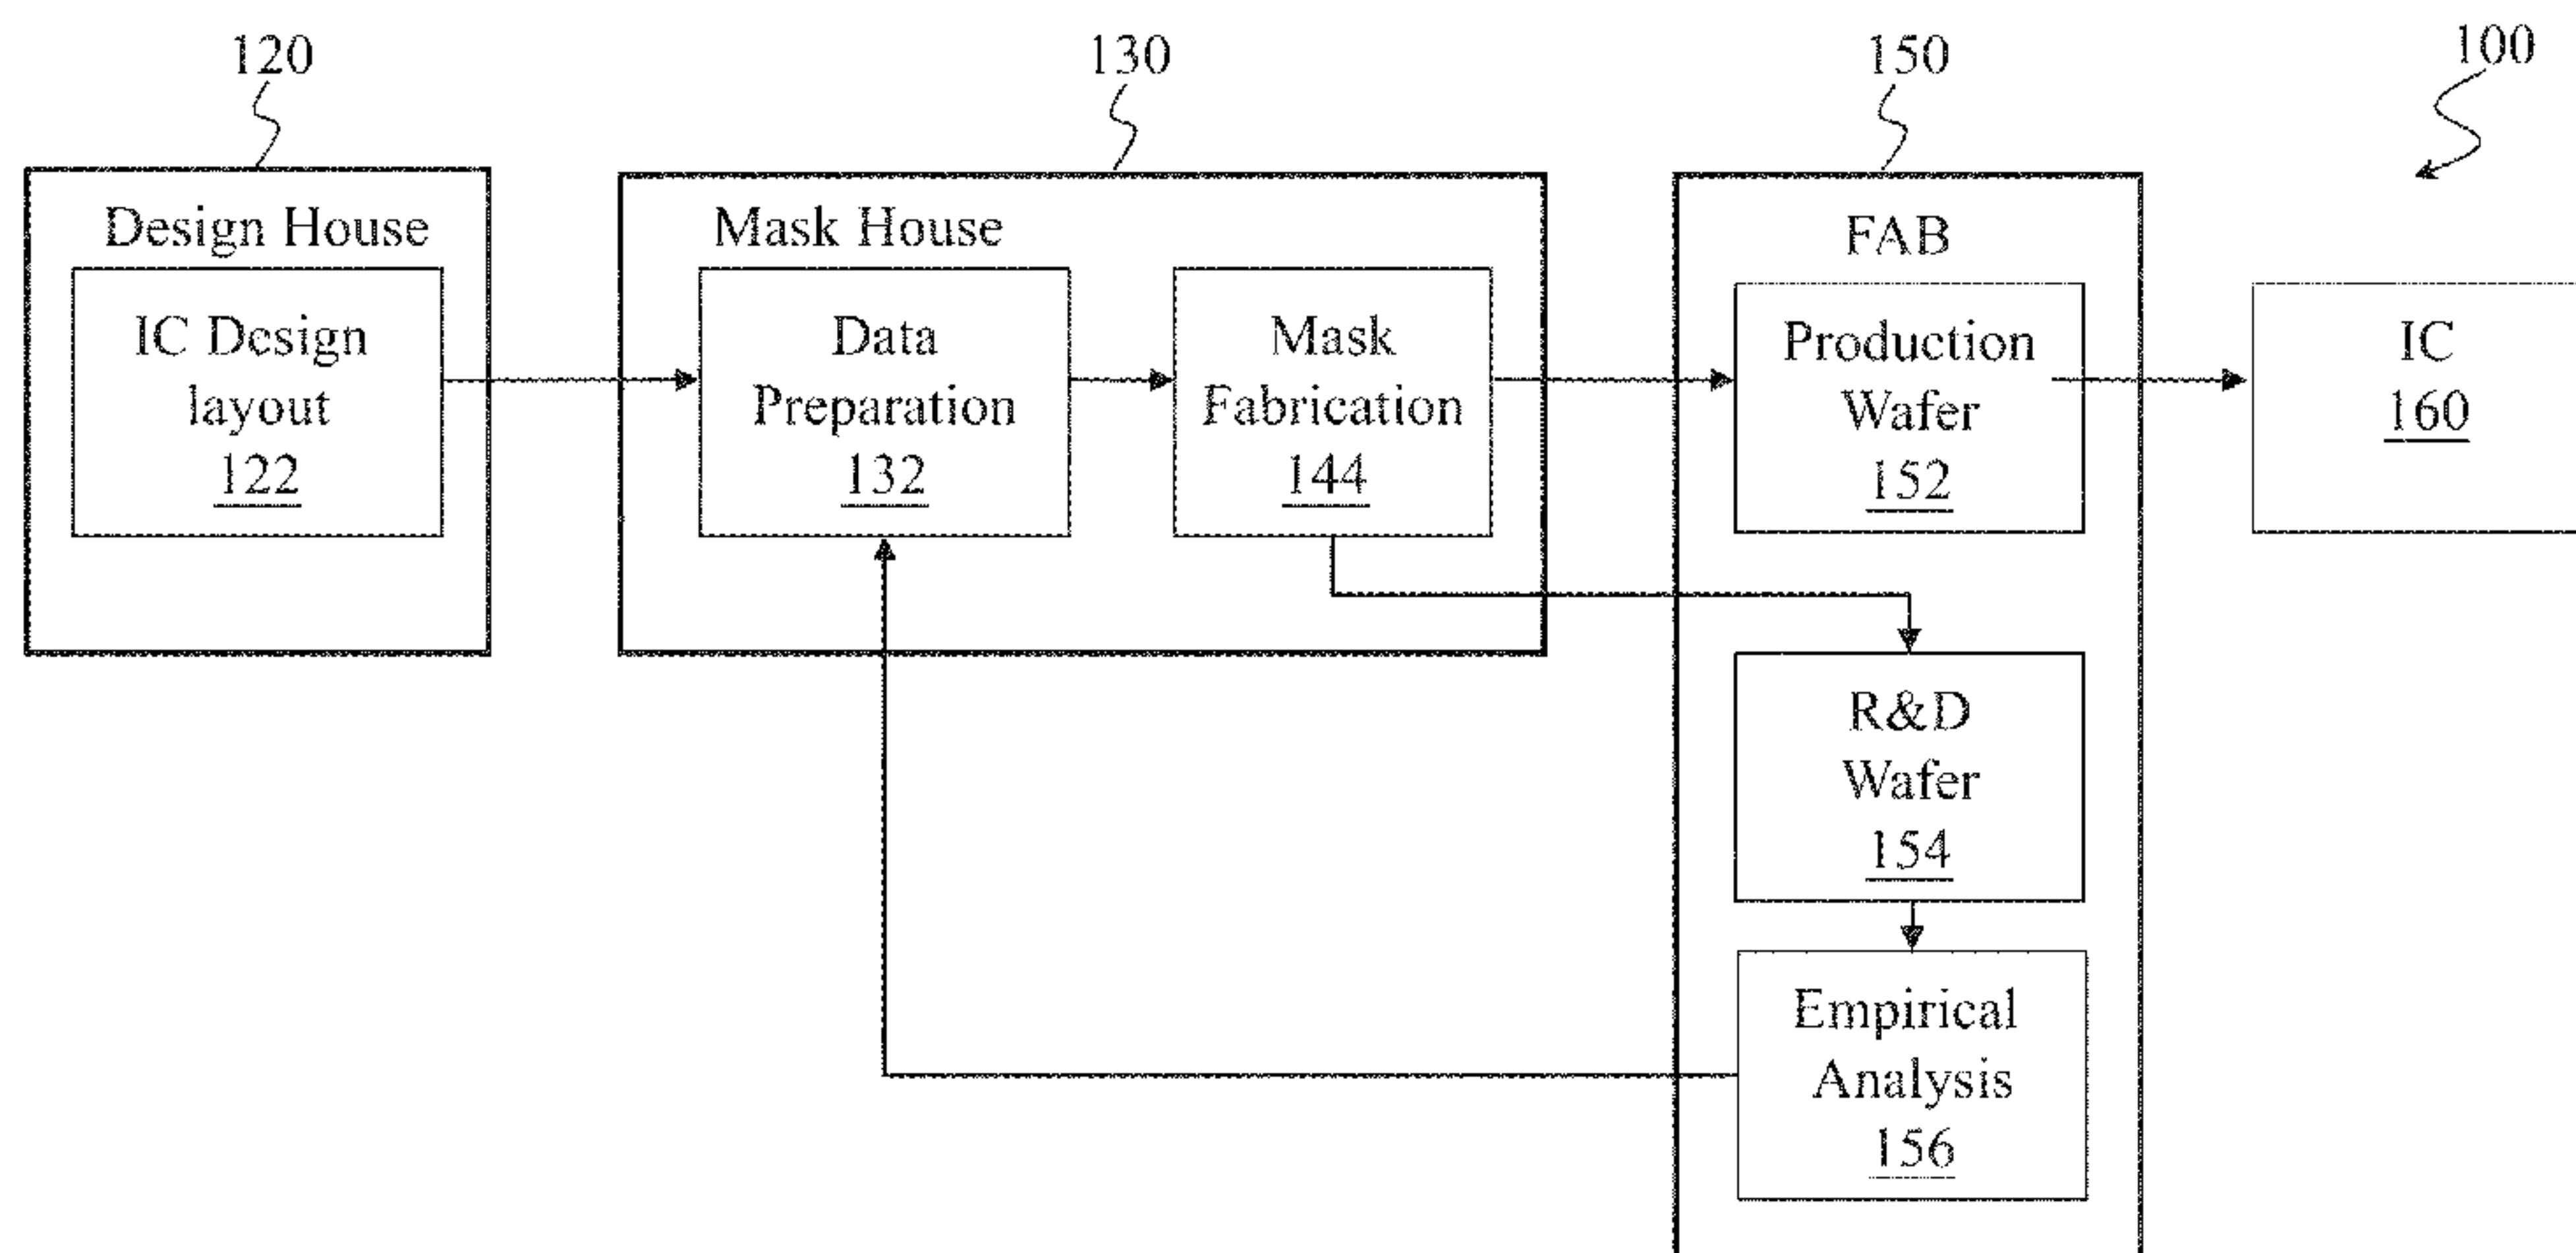 120
130
150
100
Design House
IC Design
layout
122
Mask House
Data
Preparation
132
Mask
Fabrication
144
FAB
Production
Wafer
152
IC
160
R&D
Wafer
154
Empirical
Analysis
156